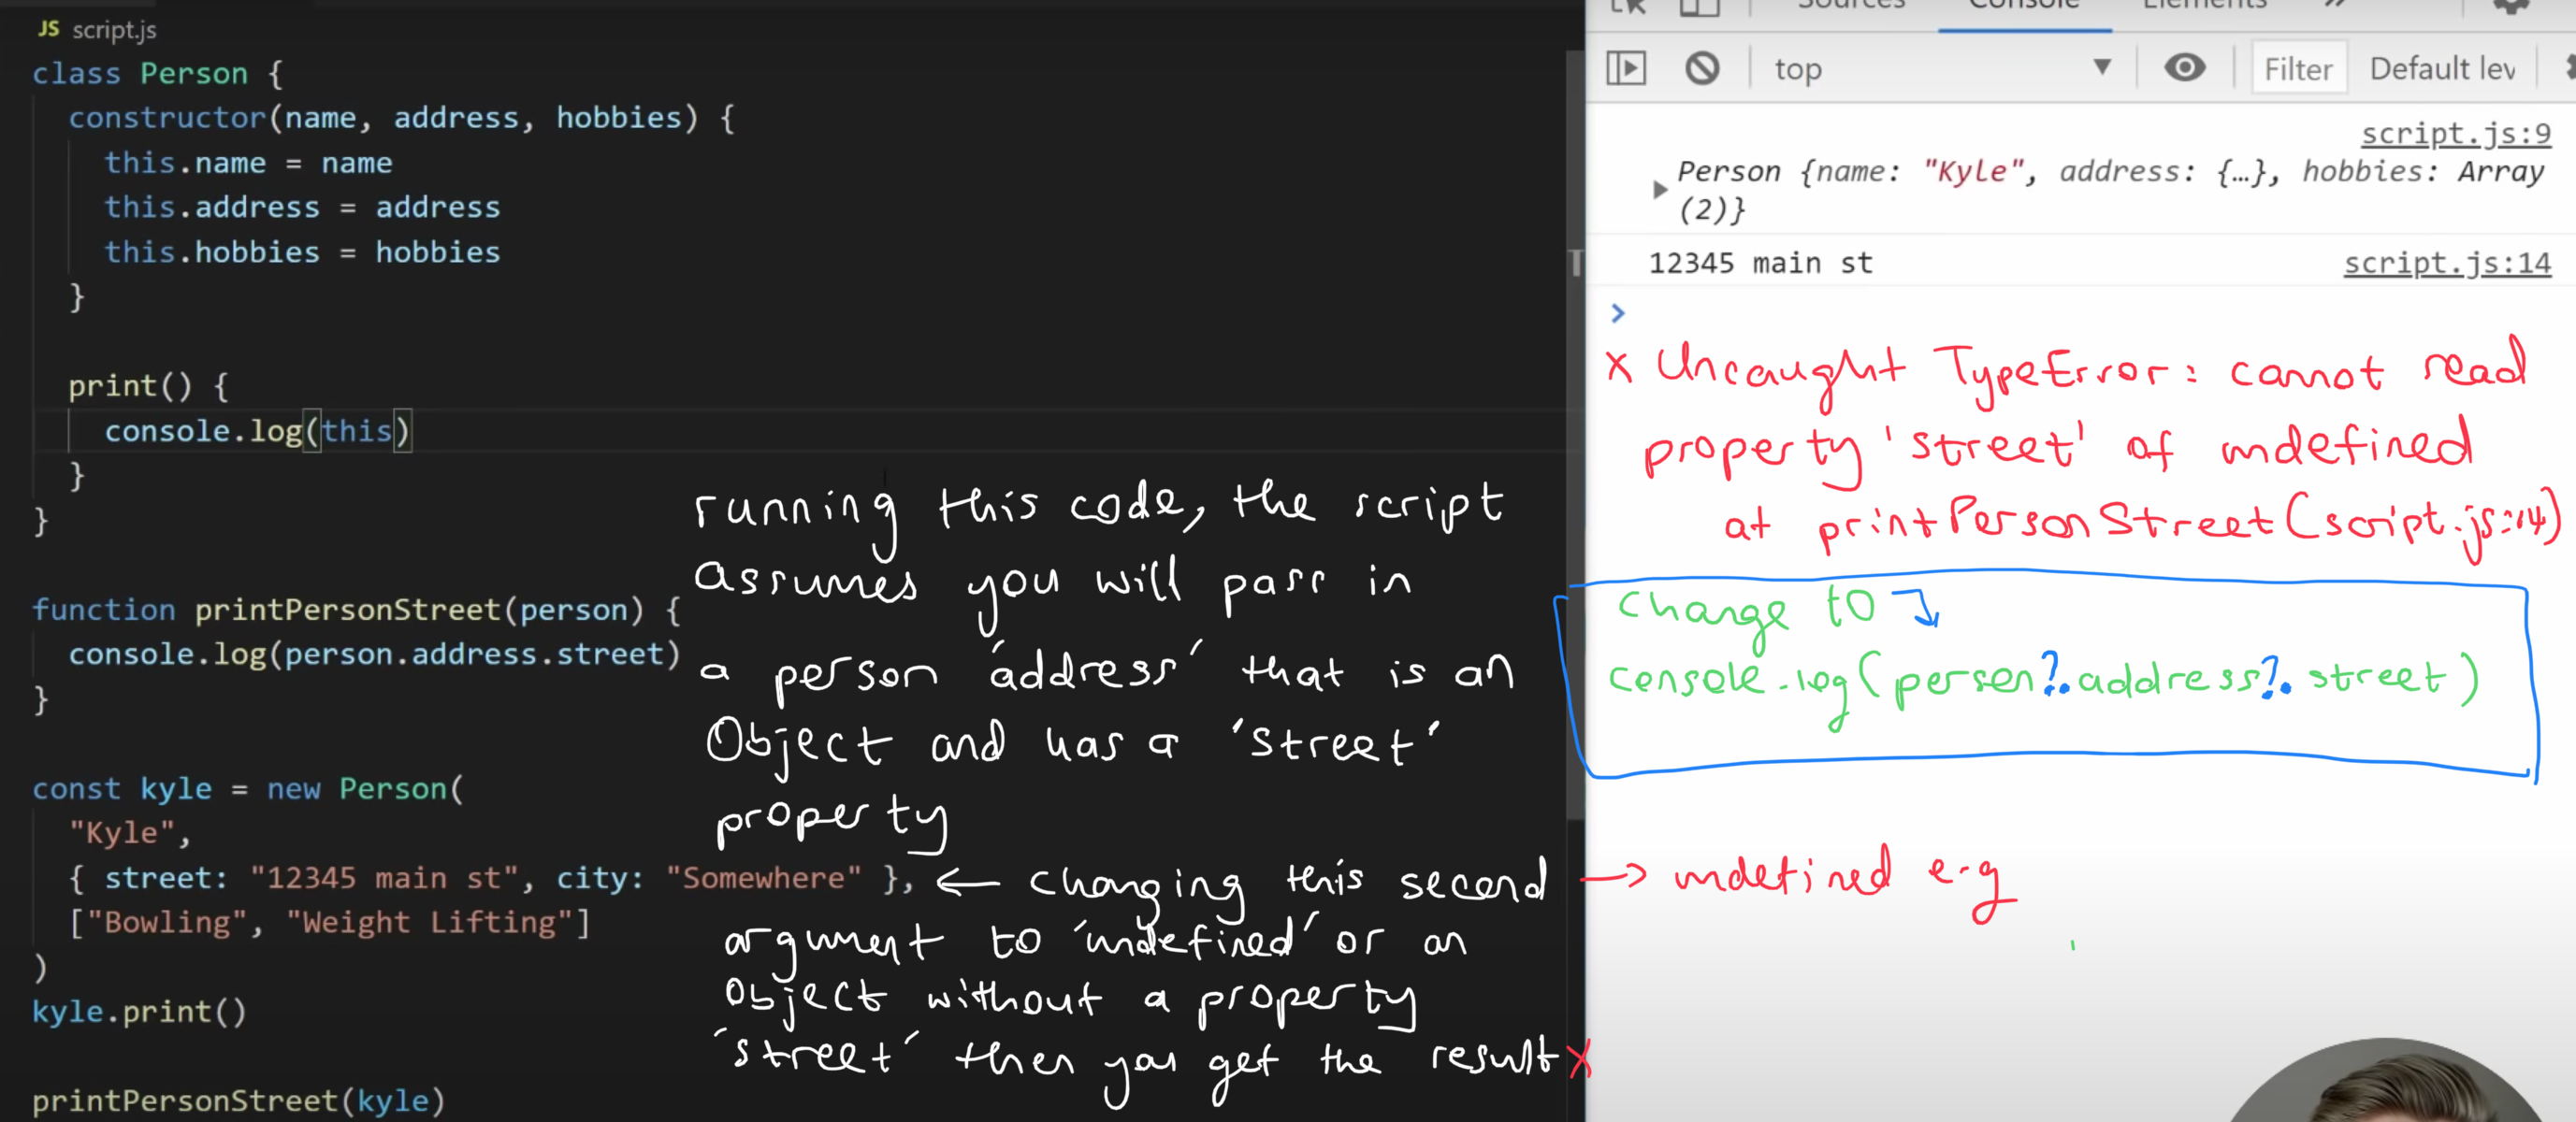 JS script.js
class Person {
constructor(name, address, hobbies) {
this.name = name
this.address = address
this.hobbies = hobbies
}
print() {
console.log(this)
}
}
function printPersonStreet(person) {
console.log(person.address.street)
}
const kyle = new Person(
"Kyle",
{ street: "12345 main st", city: "Somewhere" },
["Bowling", "Weight Lifting"]
)
kyle.print()
printPersonStreet(kyle)
running this code, the script
assumes you will pass in
a person 'address' that is an
Object and has a 'street'
property
← changing this second
argument to 'undefined' or an
object without a property
'street' then you get the result x
Sources Console Elements »
top ▼ Filter Default lev
script.js:9
▶ Person {name: "Kyle", address: {…}, hobbies: Array
(2)}
12345 main st script.js:14
>
x Uncaught TypeError: cannot read
property 'street' of undefined
at printPersonStreet(script.js:14)
change to
console.log(person?.address?.street)
→ undefined e.g